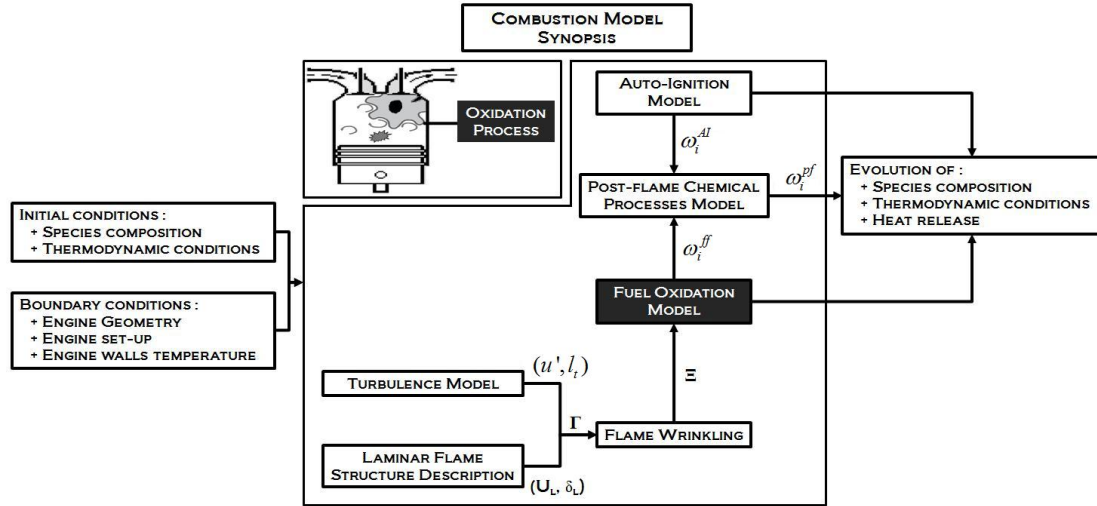 COMBUSTION MODEL
SYNOPSIS
OXIDATION
PROCESS
AUTO-IGNITION
MODEL
ω_i^{AI}
POST-FLAME CHEMICAL
PROCESSES MODEL
ω_i^{pf}
EVOLUTION OF :
+ SPECIES COMPOSITION
+ THERMODYNAMIC CONDITIONS
+ HEAT RELEASE
INITIAL CONDITIONS :
+ SPECIES COMPOSITION
+ THERMODYNAMIC CONDITIONS
BOUNDARY CONDITIONS :
+ ENGINE GEOMETRY
+ ENGINE SET-UP
+ ENGINE WALLS TEMPERATURE
ω_i^{ff}
FUEL OXIDATION
MODEL
Ξ
TURBULENCE MODEL
(u', l_t)
Γ
FLAME WRINKLING
LAMINAR FLAME
STRUCTURE DESCRIPTION
(U_L, δ_L)